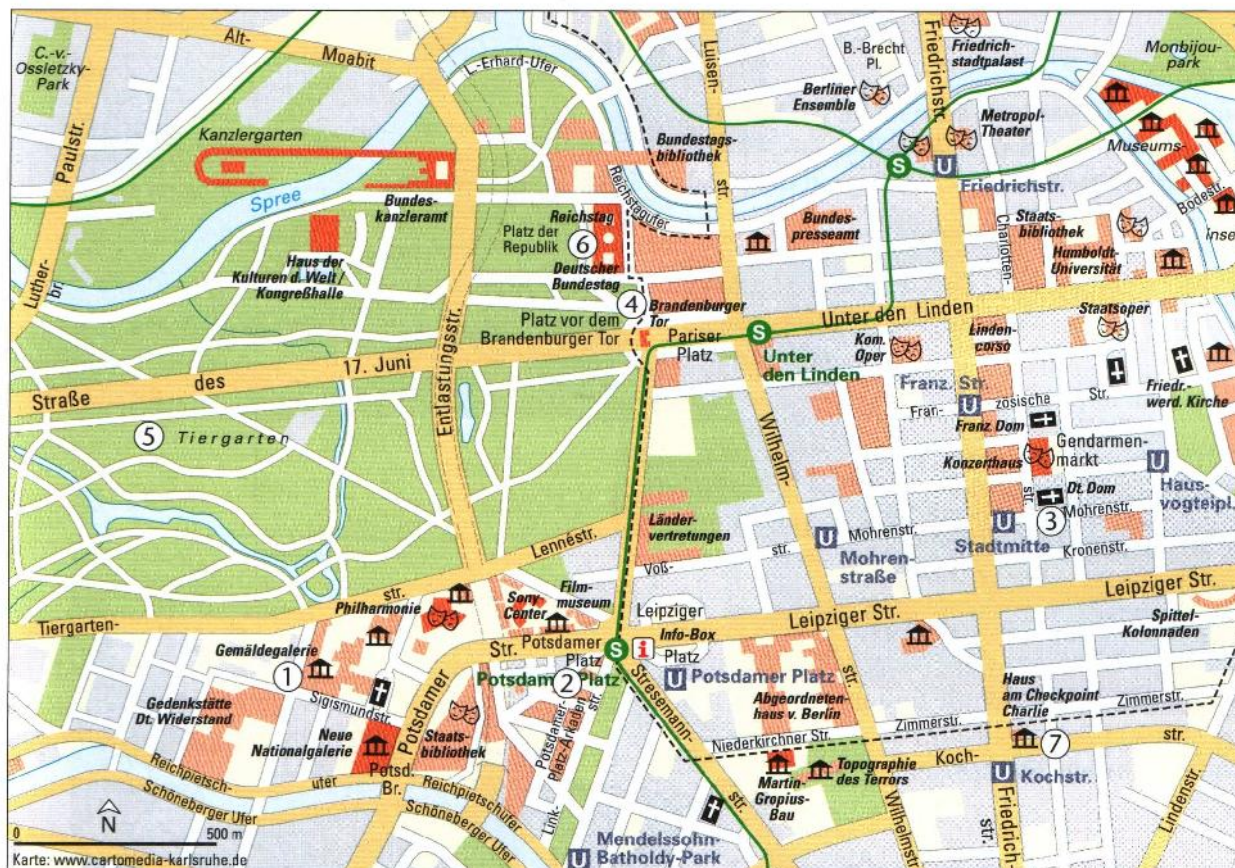 C.-v.-
Ossietzky-
Park
Alt-
Moabit
L.-Erhard-Ufer
Luisen-
str.
B.-Brecht
Pl.
Friedrichstr.
Friedrich-
stadtpalast
Monbijou-
park
Berliner
Ensemble
Metropol-
Theater
Paulstr.
Kanzlergarten
Bundestags-
bibliothek
S
U
Friedrichstr.
Museums-
Bodestr.
insel
Spree
Bundes-
kanzleramt
Reichstagufer
Reichstag
Platz der
Republik
6
Deutscher
Bundestag
Bundes-
presseamt
Charlotten-
str.
Staats-
bibliothek
Humboldt-
Universität
Luther-
br.
Haus der
Kulturen d. Welt /
Kongreßhalle
4
Brandenburger
Tor
Platz vor dem
Brandenburger Tor
Pariser
Platz
S
Unter
den Linden
Unter den Linden
Staatsoper
Kom.
Oper
Linden-
corso
Straße des 17. Juni
Entlastungsstr.
Franz. Str.
U
Fran-
zösische
Str.
Friedr.-
werd. Kirche
5
Tiergarten
Wilhelm-
str.
Franz. Dom
Konzerthaus
Gendarmen-
markt
U
Haus-
vogteipl.
Dt. Dom
3
Mohrenstr.
Länder-
vertretungen
Mohrenstr.
U
Mohren-
straße
U
Stadtmitte
Kronenstr.
Lennéstr.
Voß-
str.
Tiergarten-
str.
Philharmonie
Sony
Center
Film-
museum
Leipziger
Platz
Leipziger Str.
Leipziger Str.
Spittel-
Kolonnaden
Gemäldegalerie
1
Potsdamer
Str.
Potsdamer
Platz
S
i
Info-Box
Potsdamer Platz
2
U
Potsdamer Platz
Gedenkstätte
Dt. Widerstand
Sigismundstr.
Neue
Nationalgalerie
Staats-
bibliothek
Potsdamer-
Platz-Arkaden
Link-
str.
Stresemann-
str.
Abgeordneten-
haus v. Berlin
Niederkirchner Str.
Zimmerstr.
Zimmerstr.
Haus
am Checkpoint
Charlie
7
Koch-
str.
U
Kochstr.
Martin-
Gropius-
Bau
Topographie
des Terrors
Wilhelmstr.
Friedrich-
str.
Lindenstr.
Reichpietsch-
ufer
Schöneberger Ufer
Potsd.
Br.
Reichpietschufer
Schöneberger Ufer
U
Mendelssohn-
Batholdy-Park
N
0
500 m
Karte: www.cartomedia-karlsruhe.de